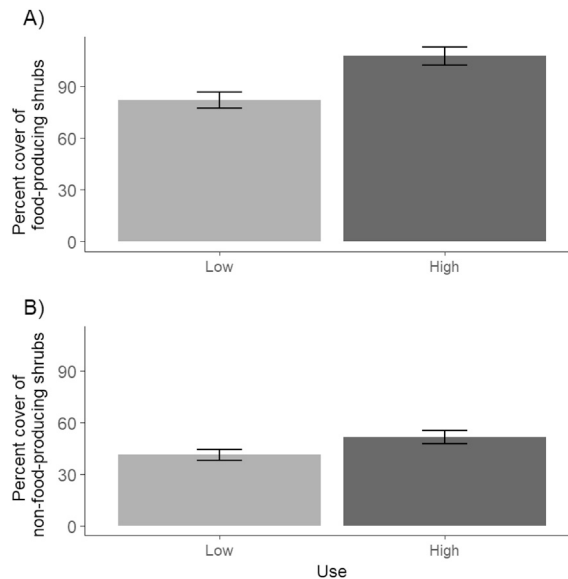 A)
Percent cover of
food-producing shrubs
90
60
30
0
Low High
B)
Percent cover of
non-food-producing shrubs
90
60
30
0
Low High
Use